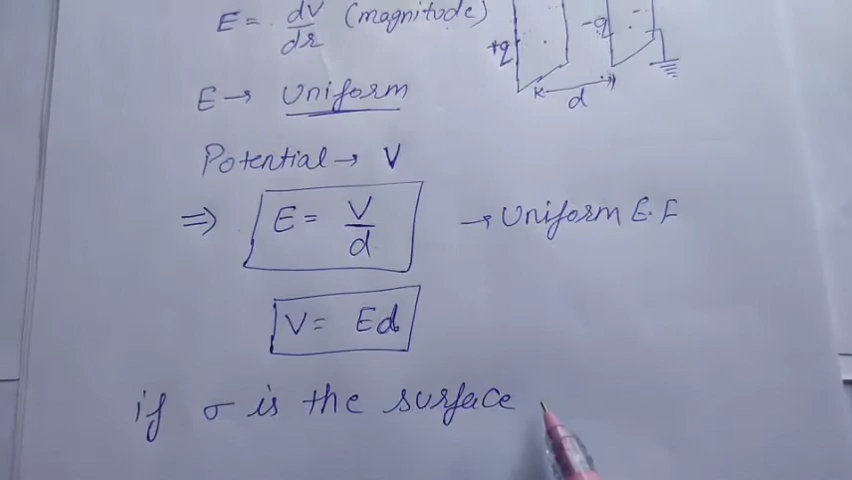 E = dV/dr (magnitude)
+q -q
d
E → Uniform
Potential → V
⇒ E = V/d → Uniform E.F
V = Ed
if σ is the surface